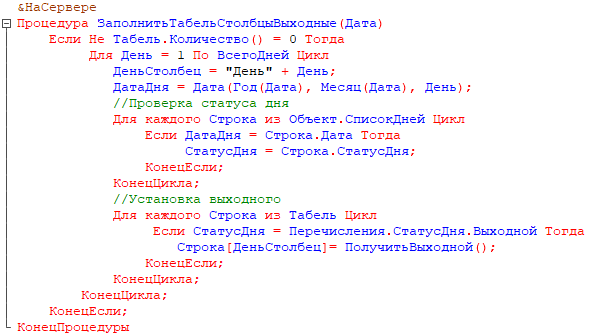 &НаСервере
Процедура ЗаполнитьТабельСтолбцыВыходные(Дата)
Если Не Табель.Количество() = 0 Тогда
Для День = 1 По ВсегоДней Цикл
ДеньСтолбец = "День" + День;
ДатаДня = Дата(Год(Дата), Месяц(Дата), День);
//Проверка статуса дня
Для каждого Строка из Объект.СписокДней Цикл
Если ДатаДня = Строка.Дата Тогда
СтатусДня = Строка.СтатусДня;
КонецЕсли;
КонецЦикла;
//Установка выходного
Для каждого Строка из Табель Цикл
Если СтатусДня = Перечисления.СтатусДня.Выходной Тогда
Строка[ДеньСтолбец]= ПолучитьВыходной();
КонецЕсли;
КонецЦикла;
КонецЦикла;
КонецЕсли;
КонецПроцедуры